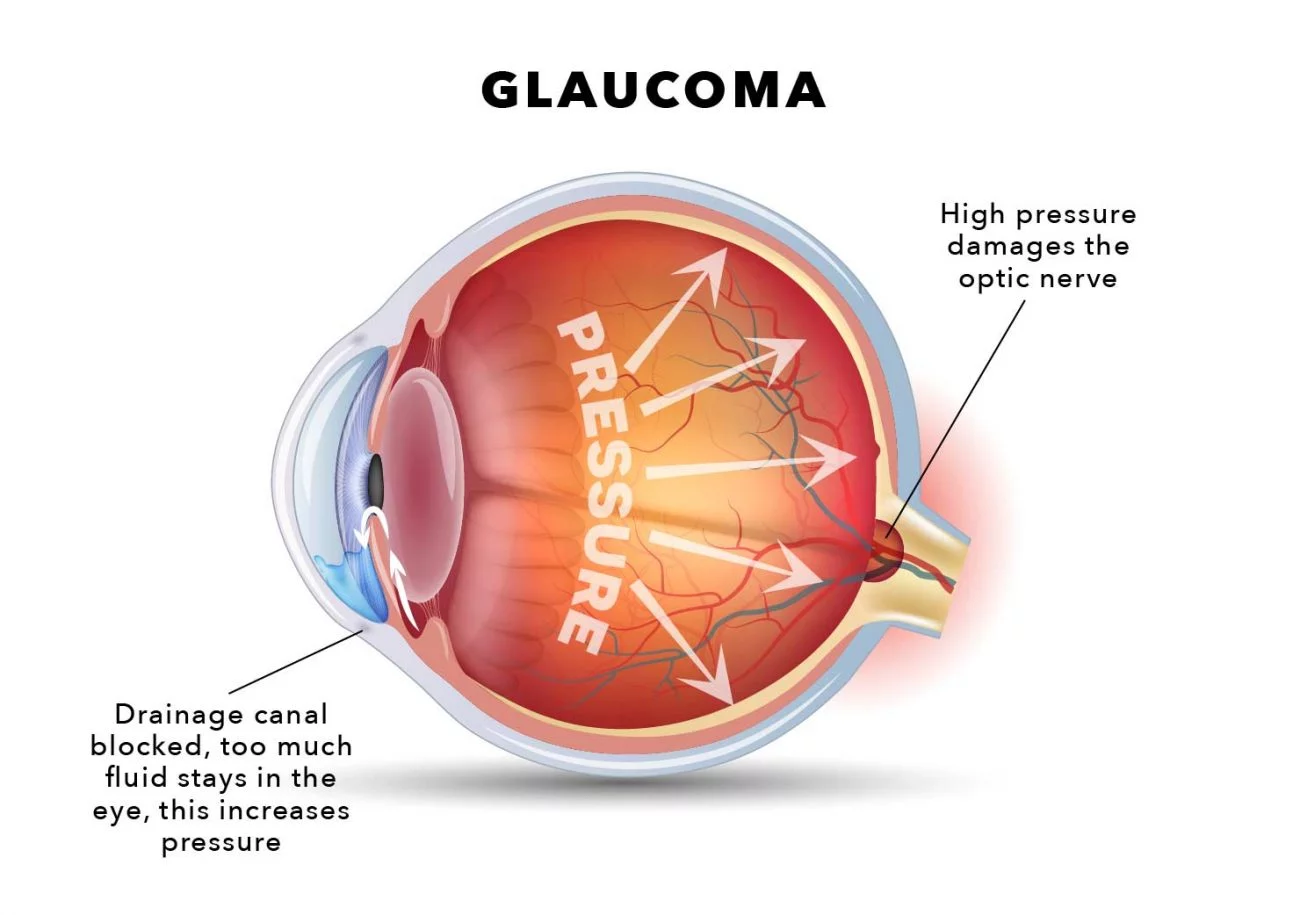 GLAUCOMA
High pressure
damages the
optic nerve
PRESSURE
Drainage canal
blocked, too much
fluid stays in the
eye, this increases
pressure